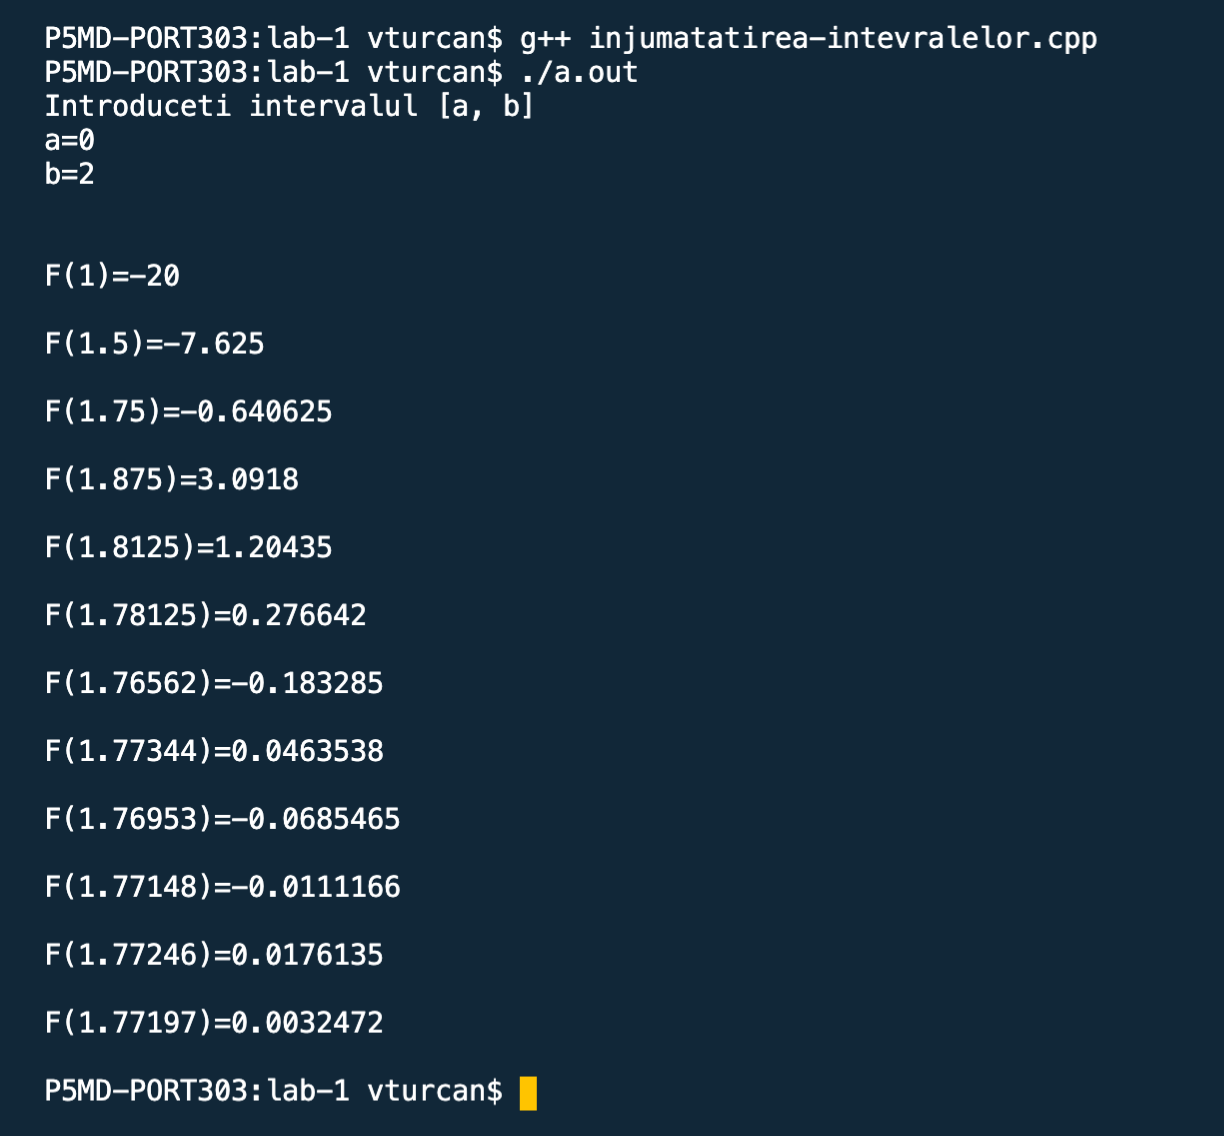 P5MD-PORT303:lab-1 vturcan$ g++ injumatatirea-intevralelor.cpp
P5MD-PORT303:lab-1 vturcan$ ./a.out
Introduceti intervalul [a, b]
a=0
b=2
F(1)=-20
F(1.5)=-7.625
F(1.75)=-0.640625
F(1.875)=3.0918
F(1.8125)=1.20435
F(1.78125)=0.276642
F(1.76562)=-0.183285
F(1.77344)=0.0463538
F(1.76953)=-0.0685465
F(1.77148)=-0.0111166
F(1.77246)=0.0176135
F(1.77197)=0.0032472
P5MD-PORT303:lab-1 vturcan$